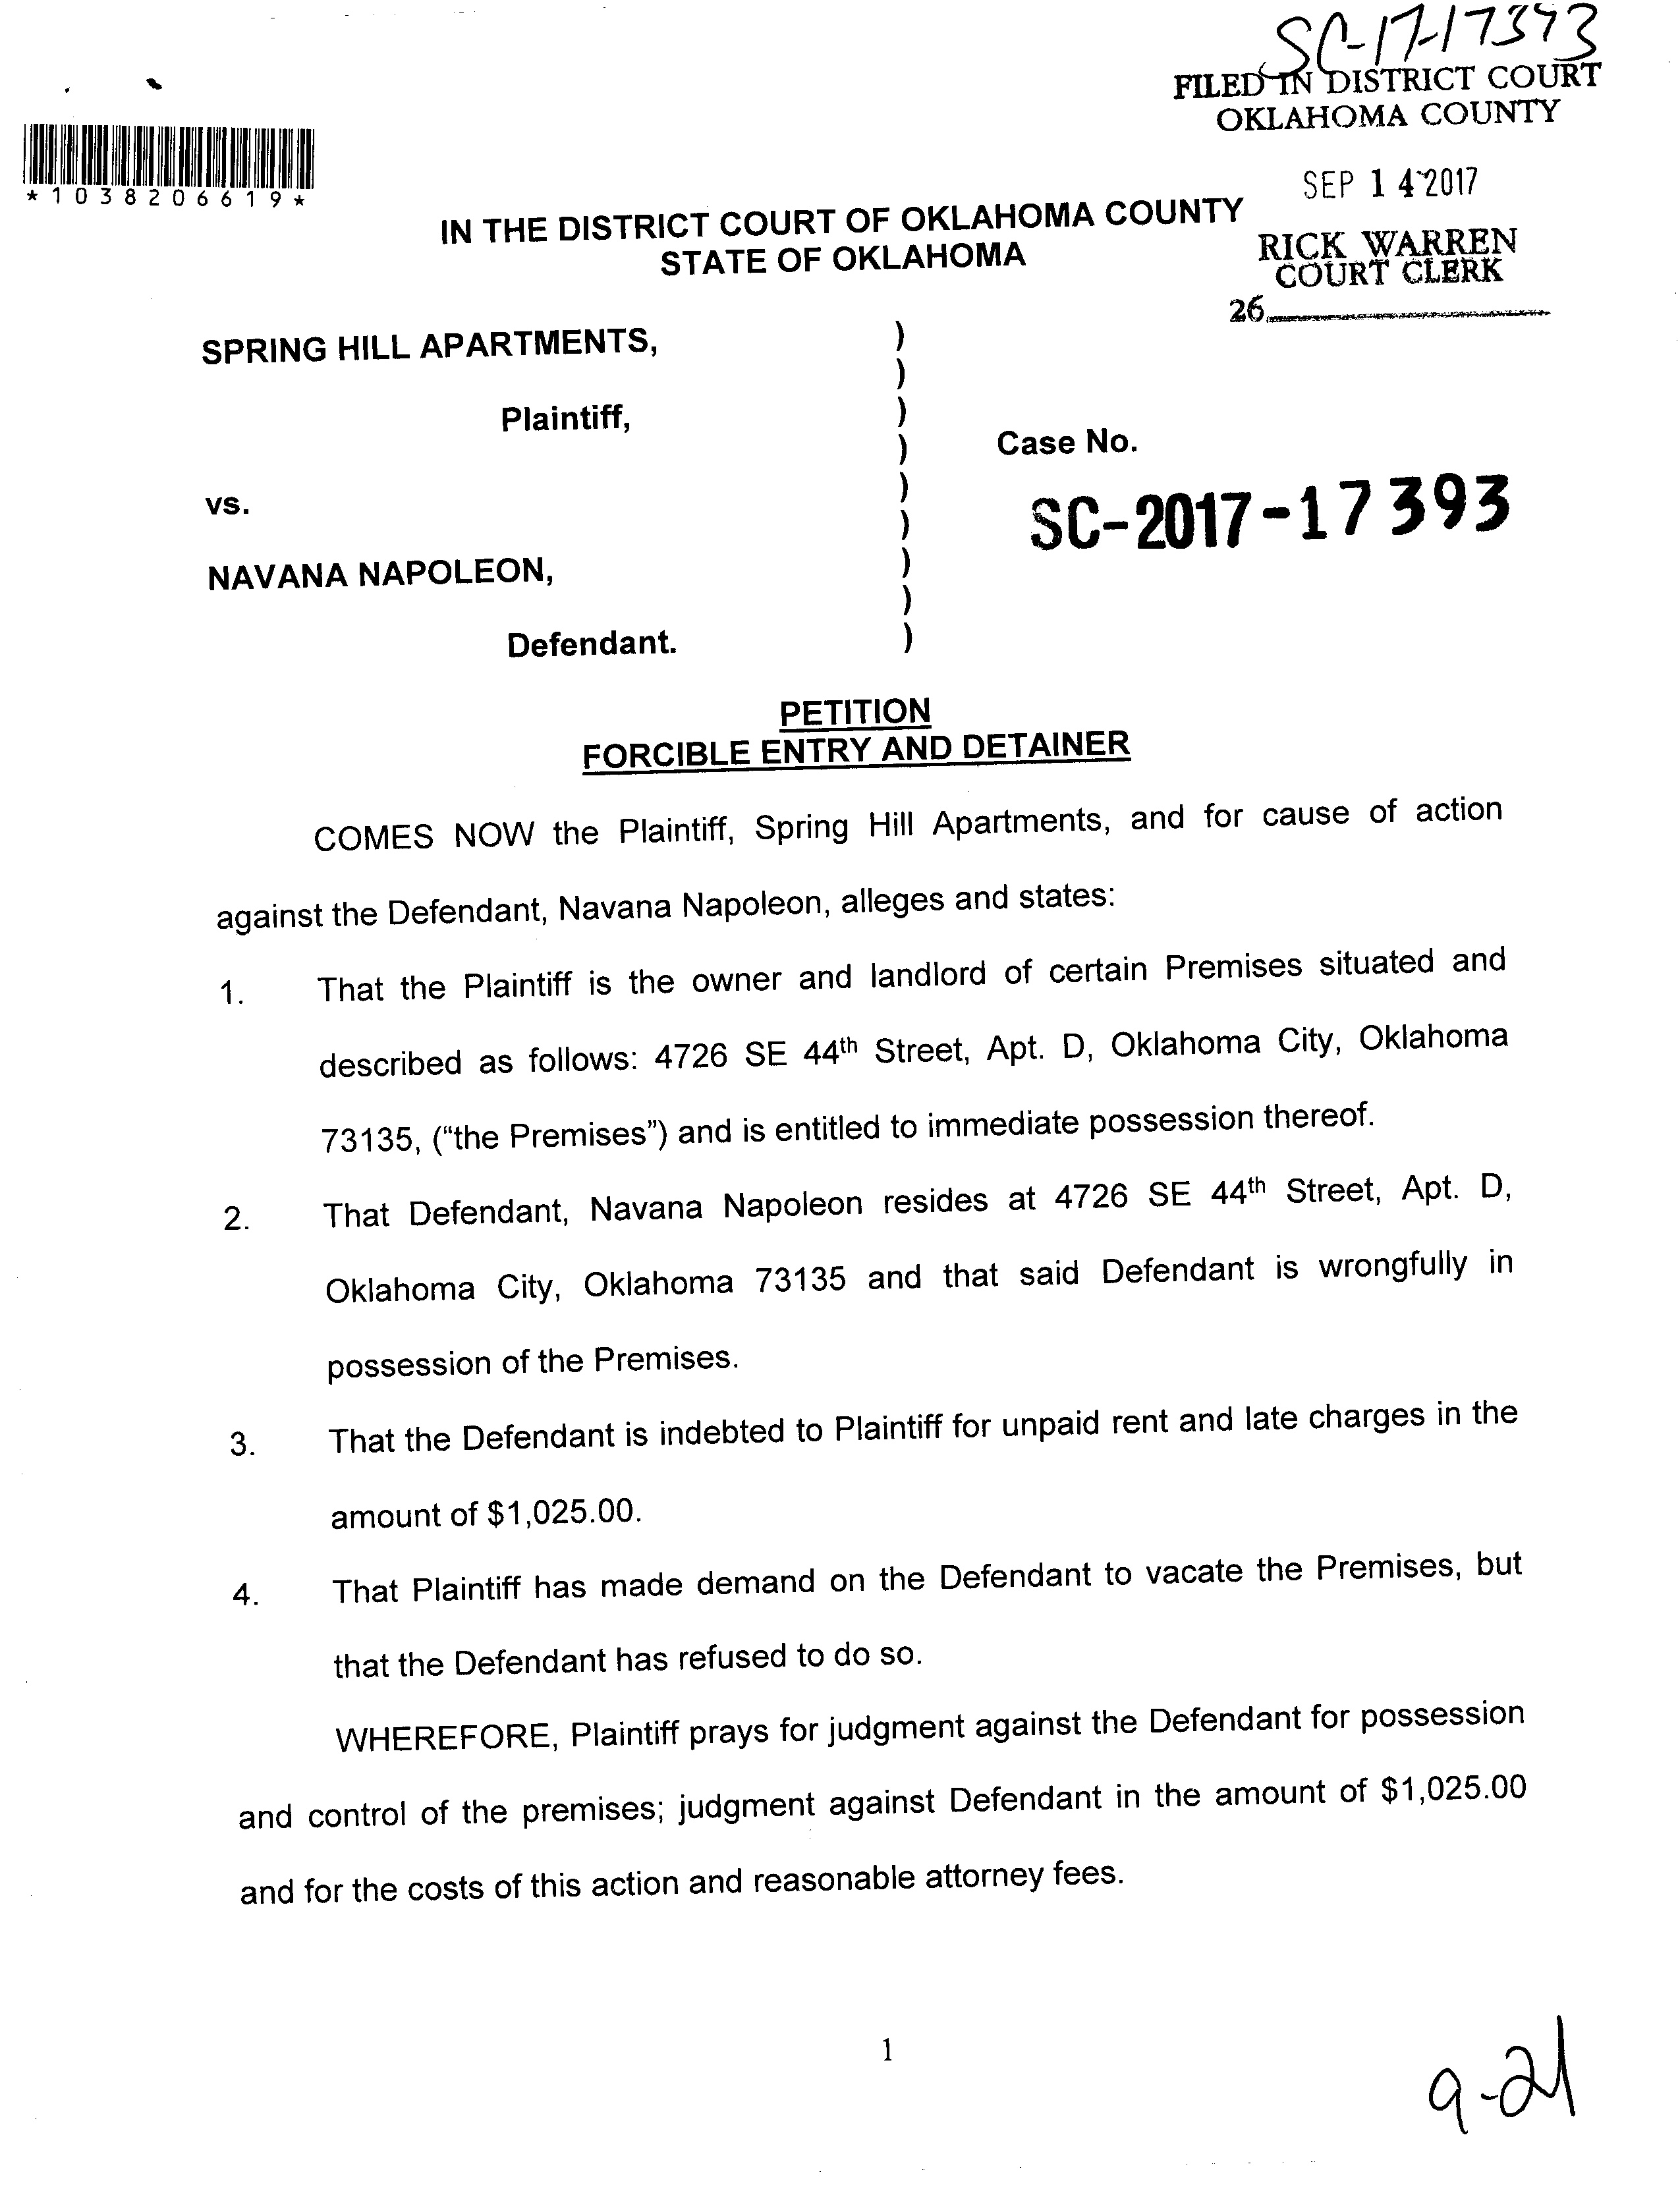 SC-17-17393
FILED IN DISTRICT COURT
OKLAHOMA COUNTY
*1038206619*
SEP 14 2017
IN THE DISTRICT COURT OF OKLAHOMA COUNTY
STATE OF OKLAHOMA
RICK WARREN
COURT CLERK
26
SPRING HILL APARTMENTS, )
)
Plaintiff, )
) Case No.
vs. )
) SC-2017-17393
NAVANA NAPOLEON, )
)
Defendant. )
PETITION
FORCIBLE ENTRY AND DETAINER
COMES NOW the Plaintiff, Spring Hill Apartments, and for cause of action
against the Defendant, Navana Napoleon, alleges and states:
1. That the Plaintiff is the owner and landlord of certain Premises situated and
described as follows: 4726 SE 44th Street, Apt. D, Oklahoma City, Oklahoma
73135, (“the Premises”) and is entitled to immediate possession thereof.
2. That Defendant, Navana Napoleon resides at 4726 SE 44th Street, Apt. D,
Oklahoma City, Oklahoma 73135 and that said Defendant is wrongfully in
possession of the Premises.
3. That the Defendant is indebted to Plaintiff for unpaid rent and late charges in the
amount of $1,025.00.
4. That Plaintiff has made demand on the Defendant to vacate the Premises, but
that the Defendant has refused to do so.
WHEREFORE, Plaintiff prays for judgment against the Defendant for possession
and control of the premises; judgment against Defendant in the amount of $1,025.00
and for the costs of this action and reasonable attorney fees.
1
9-21